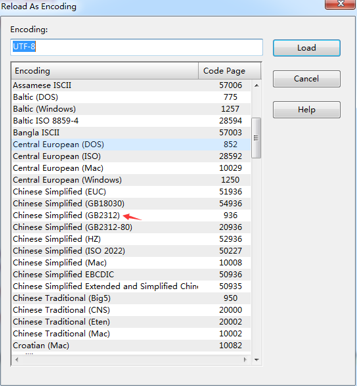 Reload As Encoding
Encoding:
UTF-8
Load
Cancel
Help
Encoding Code Page
Assamese ISCII 57006
Baltic (DOS) 775
Baltic (Windows) 1257
Baltic ISO 8859-4 28594
Bangla ISCII 57003
Central European (DOS) 852
Central European (ISO) 28592
Central European (Mac) 10029
Central European (Windows) 1250
Chinese Simplified (EUC) 51936
Chinese Simplified (GB18030) 54936
Chinese Simplified (GB2312) 936
Chinese Simplified (GB2312-80) 20936
Chinese Simplified (HZ) 52936
Chinese Simplified (ISO 2022) 50227
Chinese Simplified (Mac) 10008
Chinese Simplified EBCDIC 50936
Chinese Simplified Extended and Simplified Chine 50935
Chinese Traditional (Big5) 950
Chinese Traditional (CNS) 20000
Chinese Traditional (Eten) 20002
Chinese Traditional (Mac) 10002
Croatian (Mac) 10082